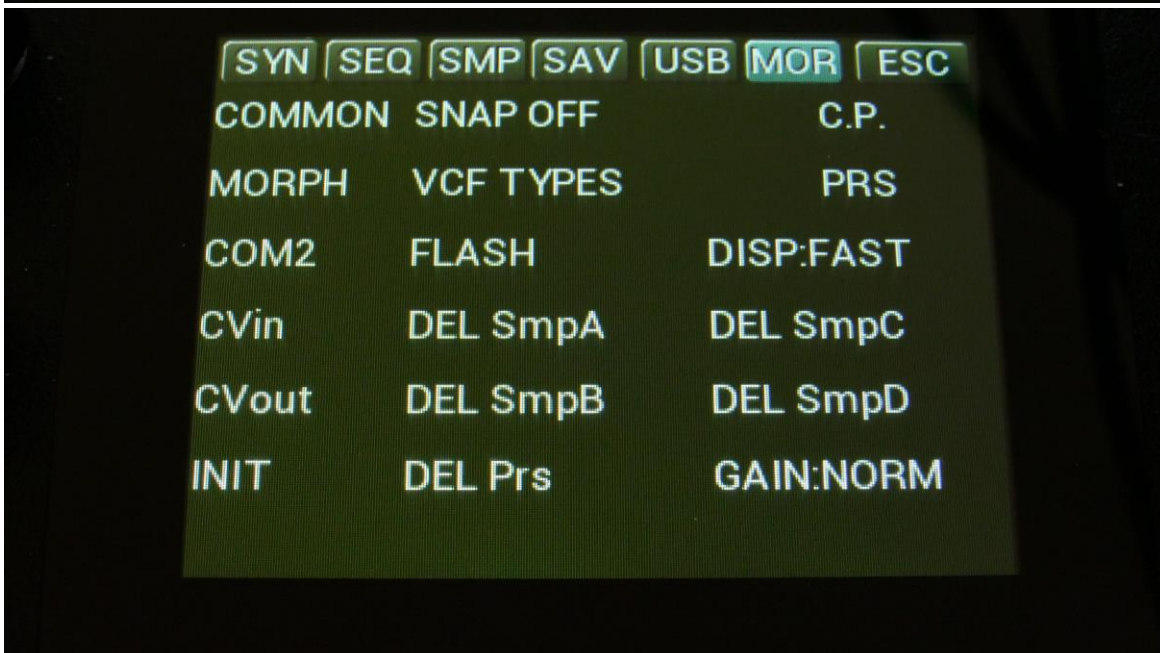 SYN SEQ SMP SAV USB MOR ESC
COMMON SNAP OFF C.P.
MORPH VCF TYPES PRS
COM2 FLASH DISP:FAST
CVin DEL SmpA DEL SmpC
CVout DEL SmpB DEL SmpD
INIT DEL Prs GAIN:NORM